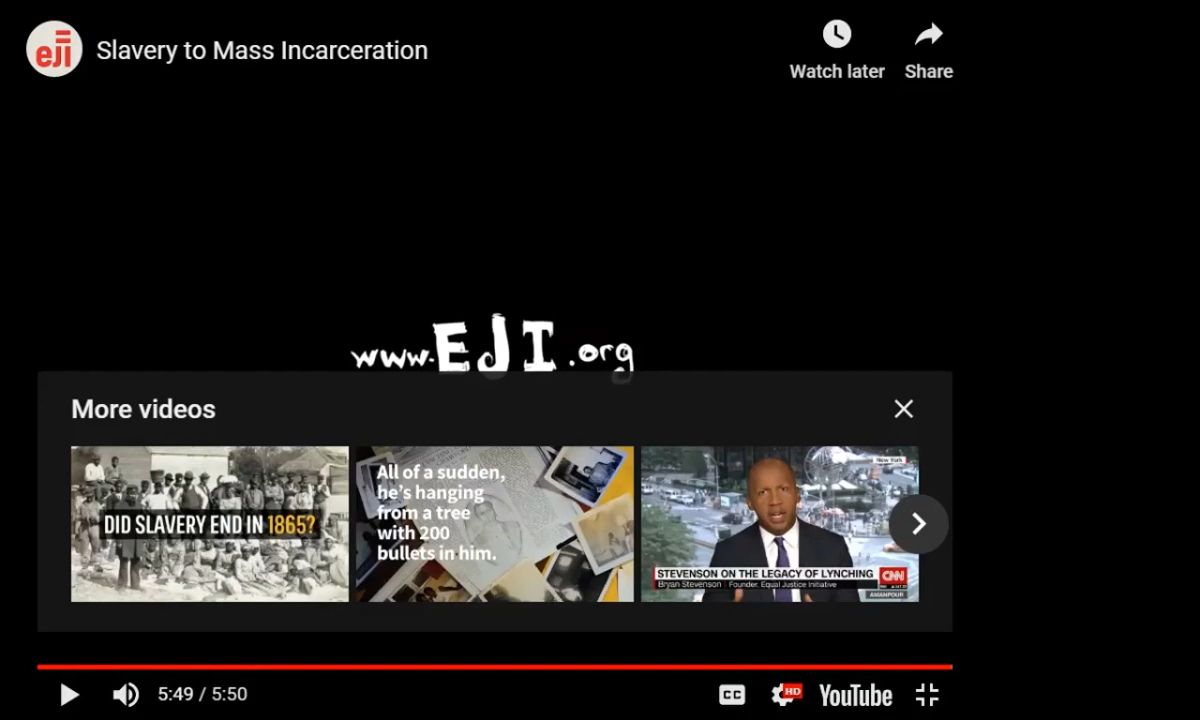 eji
Slavery to Mass Incarceration
Watch later
Share
www.EJI.org
More videos
DID SLAVERY END IN 1865?
All of a sudden,
he's hanging
from a tree
with 200
bullets in him.
New York
STEVENSON ON THE LEGACY OF LYNCHING
CNN
Bryan Stevenson | Founder, Equal Justice Initiative
AMANPOUR
5:49 / 5:50
CC
HD
YouTube